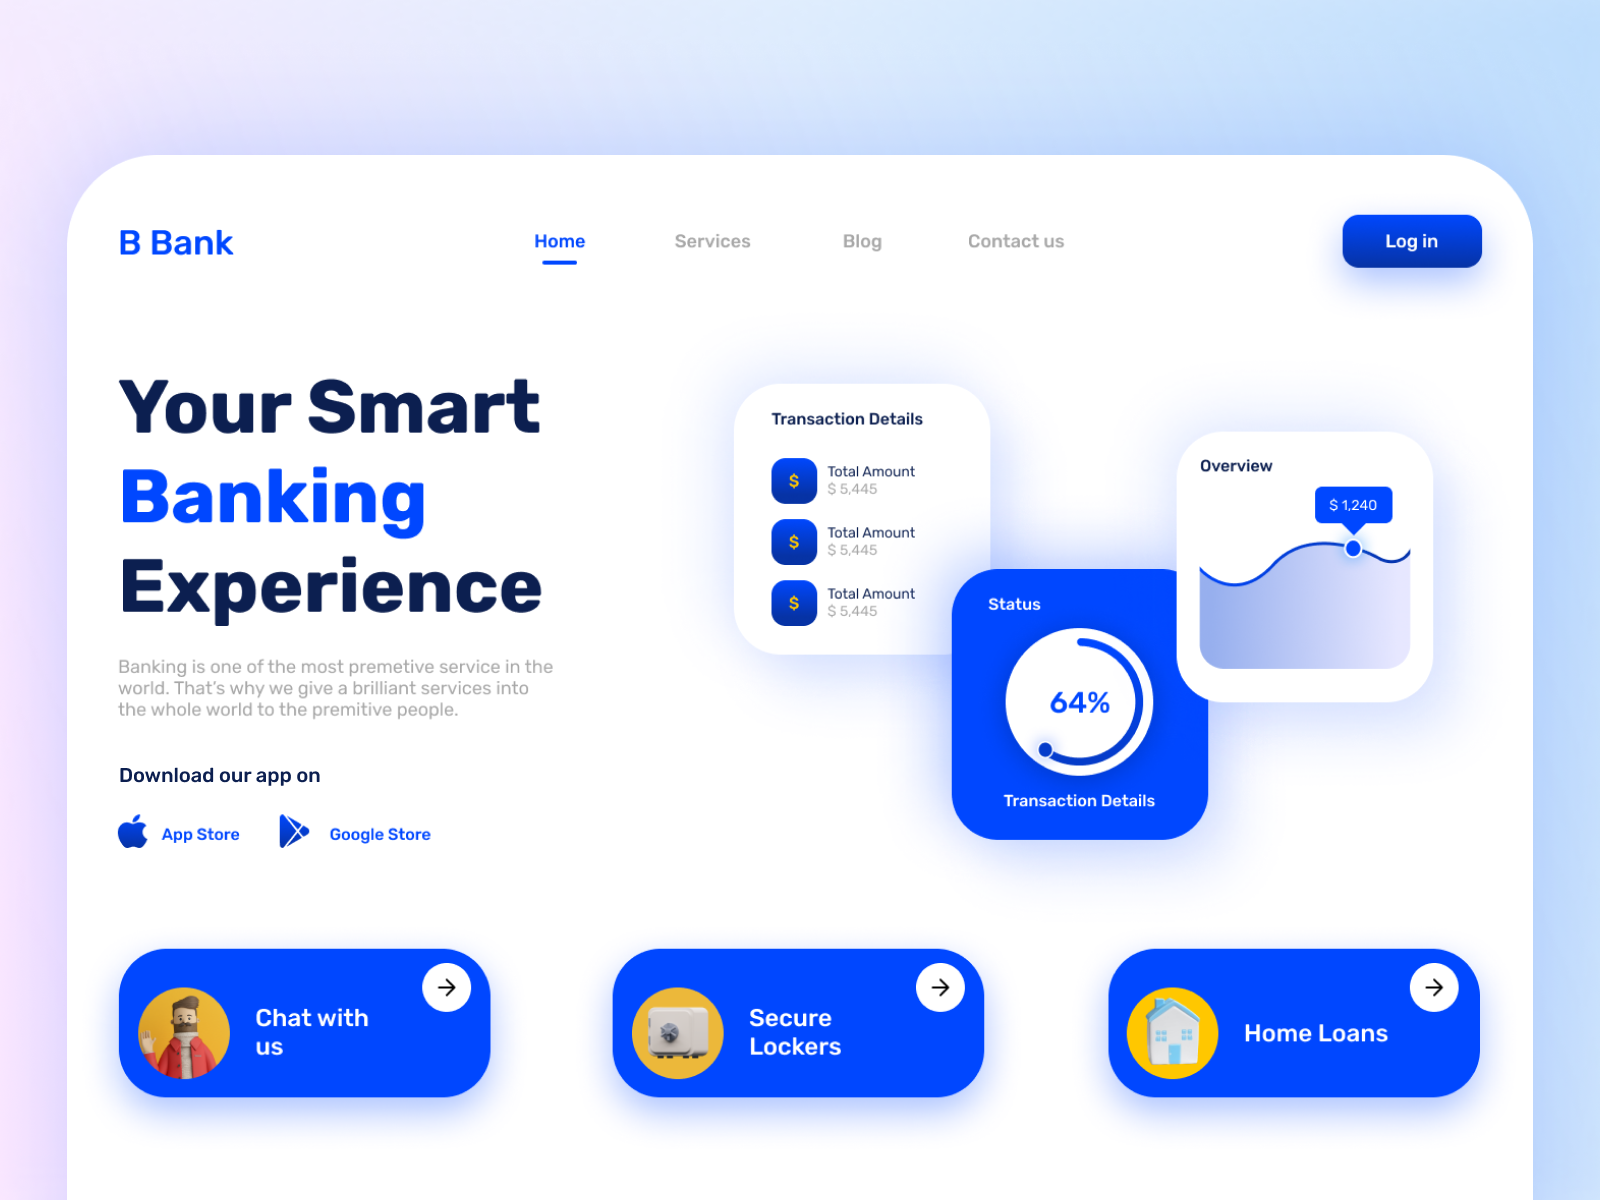 B Bank
Home
Services
Blog
Contact us
Log in
Your Smart
Banking
Experience
Banking is one of the most premetive service in the
world. That's why we give a brilliant services into
the whole world to the premitive people.
Download our app on
App Store
Google Store
Transaction Details
$
Total Amount
$ 5,445
$
Total Amount
$ 5,445
$
Total Amount
$ 5,445
Status
64%
Transaction Details
Overview
$ 1,240
Chat with
us
Secure
Lockers
Home Loans